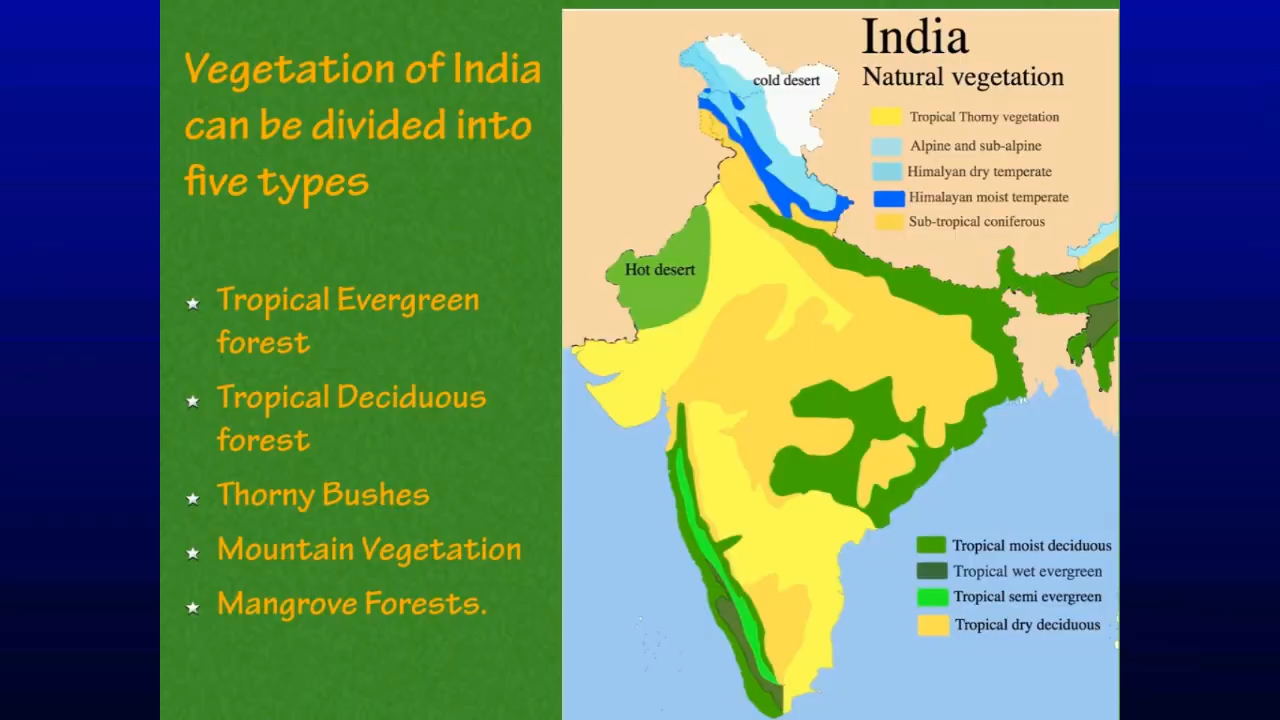 Vegetation of India
can be divided into
five types
Tropical Evergreen
forest
Tropical Deciduous
forest
Thorny Bushes
Mountain Vegetation
Mangrove Forests.
India
Natural vegetation
cold desert
Tropical Thorny vegetation
Alpine and sub-alpine
Himalyan dry temperate
Himalayan moist temperate
Sub-tropical coniferous
Hot desert
Tropical moist deciduous
Tropical wet evergreen
Tropical semi evergreen
Tropical dry deciduous